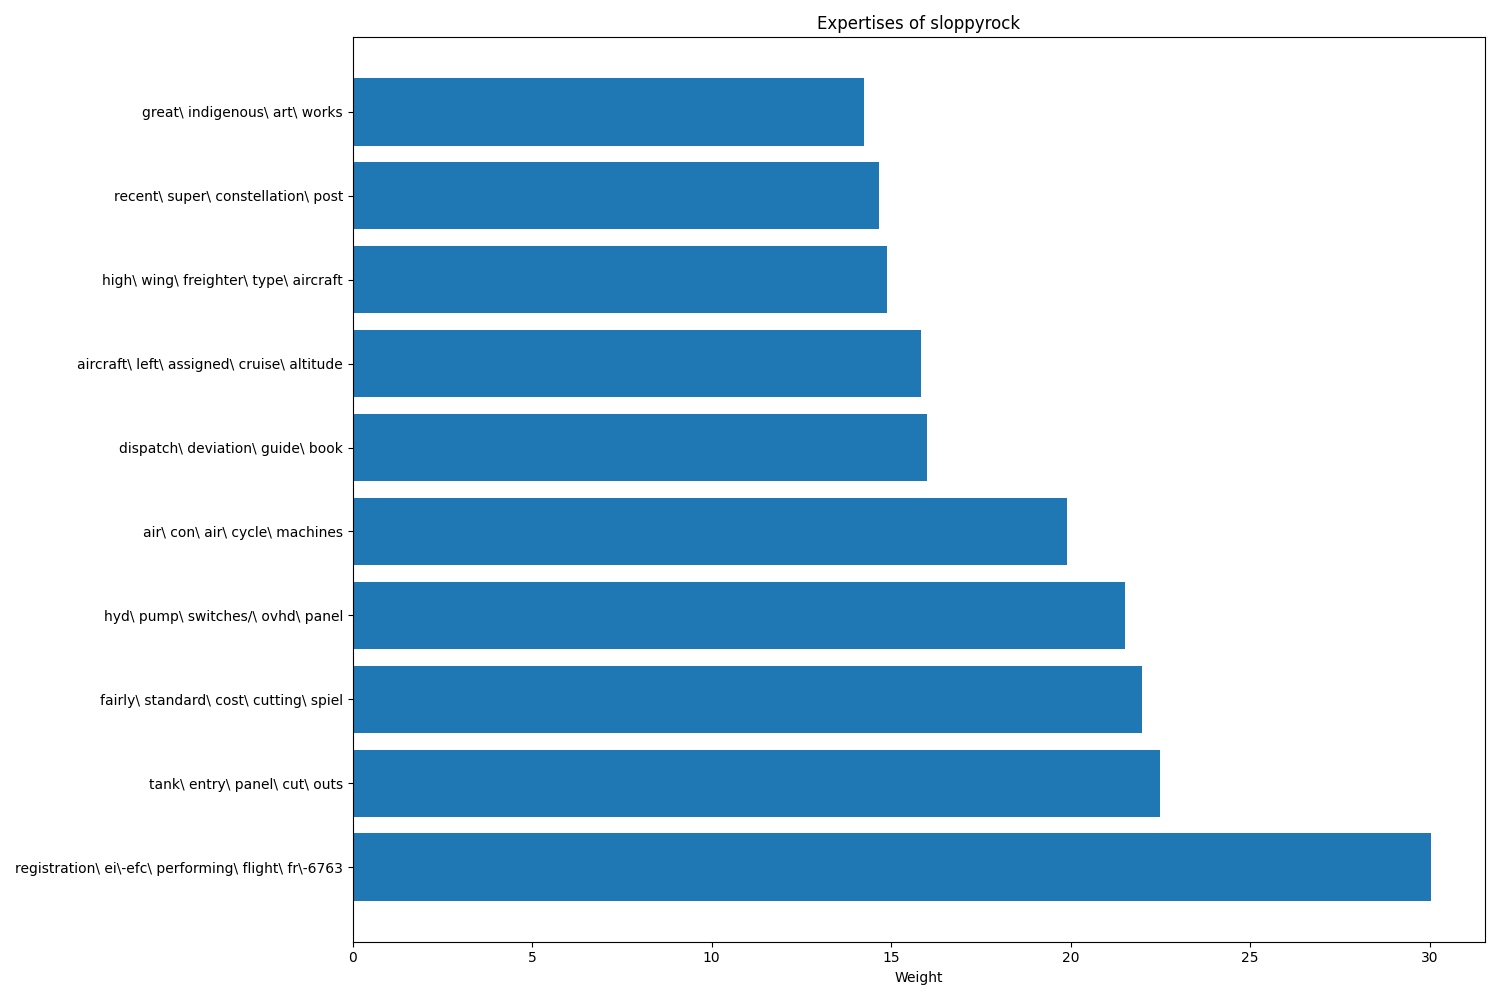 Expertises of sloppyrock
great\ indigenous\ art\ works
recent\ super\ constellation\ post
high\ wing\ freighter\ type\ aircraft
aircraft\ left\ assigned\ cruise\ altitude
dispatch\ deviation\ guide\ book
air\ con\ air\ cycle\ machines
hyd\ pump\ switches/\ ovhd\ panel
fairly\ standard\ cost\ cutting\ spiel
tank\ entry\ panel\ cut\ outs
registration\ ei\-efc\ performing\ flight\ fr\-6763
0 5 10 15 20 25 30
Weight